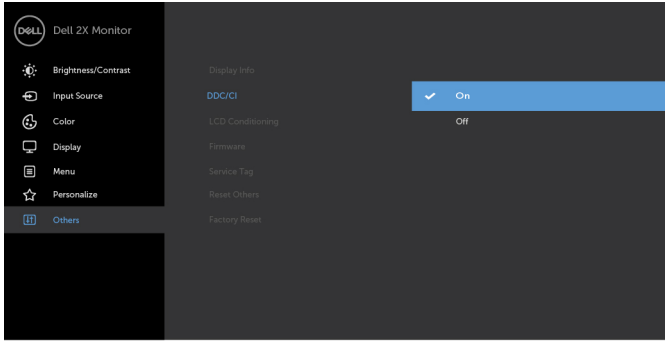 DELL
Dell 2X Monitor
Brightness/Contrast
Input Source
Color
Display
Menu
Personalize
Others
Display Info
DDC/CI
LCD Conditioning
Firmware
Service Tag
Reset Others
Factory Reset
On
Off